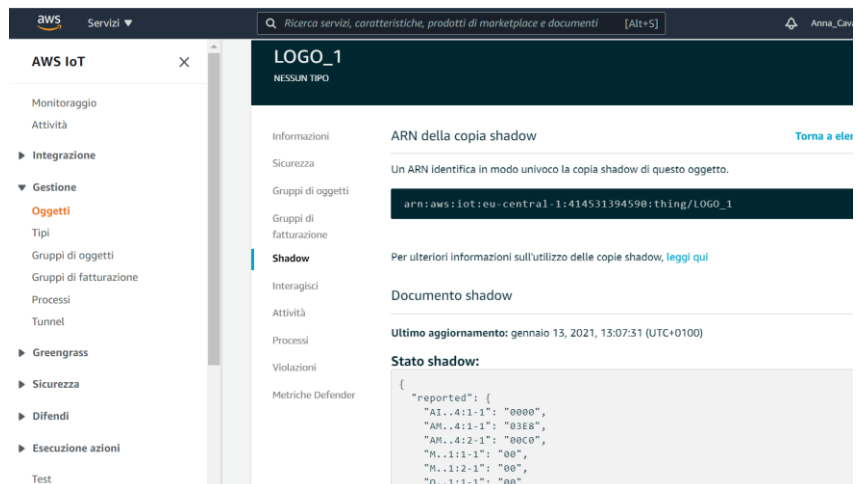 aws
Servizi
Ricerca servizi, caratteristiche, prodotti di marketplace e documenti [Alt+S]
AWS IoT
Monitoraggio
Attività
Integrazione
Gestione
Oggetti
Tipi
Gruppi di oggetti
Gruppi di fatturazione
Processi
Tunnel
Greengrass
Sicurezza
Difendi
Esecuzione azioni
Test
LOGO_1
NESSUN TIPO
Informazioni
Sicurezza
Gruppi di oggetti
Gruppi di
fatturazione
Shadow
Interagisci
Attività
Processi
Violazioni
Metriche Defender
ARN della copia shadow
Torna a
Un ARN identifica in modo univoco la copia shadow di questo oggetto.
arn:aws:iot:eu-central-1:414531394590:thing/LOGO_1
Per ulteriori informazioni sull'utilizzo delle copie shadow, leggi qui
Documento shadow
Ultimo aggiornamento: gennaio 13, 2021, 13:07:31 (UTC+0100)
Stato shadow:
{
"reported": {
"AI..4:1-1": "0000",
"AM..4:1-1": "03E8",
"AM..4:2-1": "00C0",
"M..1:1-1": "00",
"M..1:2-1": "00",